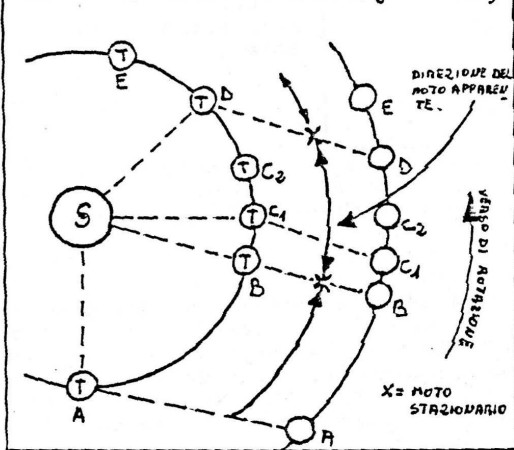 T
E
T
D
T
C2
T
C1
T
B
T
A
S
E
D
C2
C1
B
A
X
X
DIREZIONE DEL
MOTO APPAREN
TE.
VERSO DI ROTAZIONE
X= MOTO
STAZIONARIO